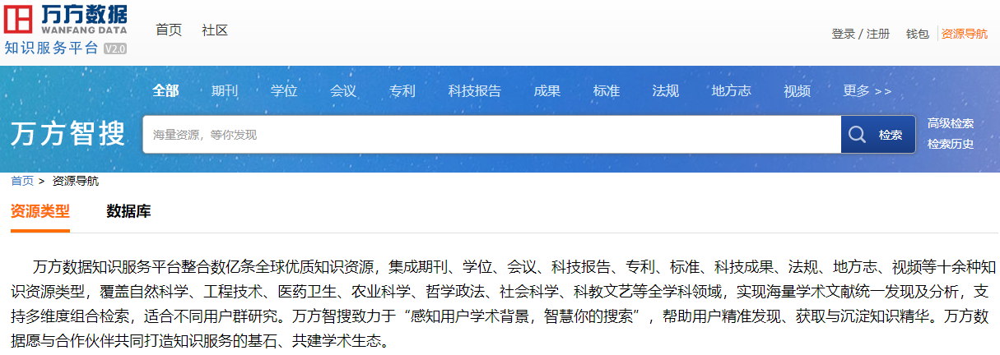 万方数据
WANFANG DATA
知识服务平台 V2.0
首页 社区
登录 / 注册 钱包 资源导航
全部 期刊 学位 会议 专利 科技报告 成果 标准 法规 地方志 视频 更多 >>
万方智搜
海量资源，等你发现
检索
高级检索
检索历史
首页 > 资源导航
资源类型 数据库
万方数据知识服务平台整合数亿条全球优质知识资源，集成期刊、学位、会议、科技报告、专利、标准、科技成果、法规、地方志、视频等十余种知
识资源类型，覆盖自然科学、工程技术、医药卫生、农业科学、哲学政法、社会科学、科教文艺等全学科领域，实现海量学术文献统一发现及分析，支
持多维度组合检索，适合不同用户群研究。万方智搜致力于“感知用户学术背景，智慧你的搜索”，帮助用户精准发现、获取与沉淀知识精华。万方数
据愿与合作伙伴共同打造知识服务的基石、共建学术生态。